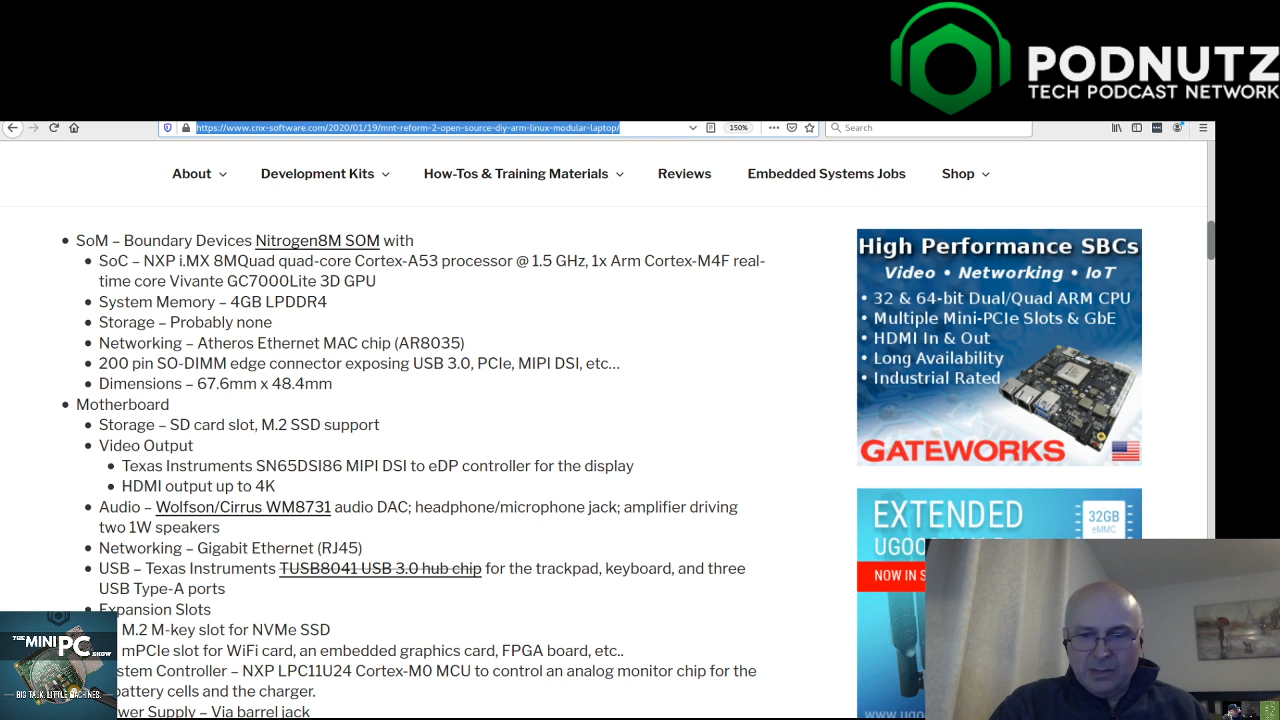 PODNUTZ
TECH PODCAST NETWORK
https://www.cnx-software.com/2020/01/19/mnt-reform-2-open-source-diy-arm-linux-modular-laptop/
150%
Search
About
Development Kits
How-Tos & Training Materials
Reviews
Embedded Systems Jobs
Shop
• SoM – Boundary Devices Nitrogen8M SOM with
• SoC – NXP i.MX 8MQuad quad-core Cortex-A53 processor @ 1.5 GHz, 1x Arm Cortex-M4F real-
time core Vivante GC7000Lite 3D GPU
• System Memory – 4GB LPDDR4
• Storage – Probably none
• Networking – Atheros Ethernet MAC chip (AR8035)
• 200 pin SO-DIMM edge connector exposing USB 3.0, PCIe, MIPI DSI, etc…
• Dimensions – 67.6mm x 48.4mm
• Motherboard
• Storage – SD card slot, M.2 SSD support
• Video Output
• Texas Instruments SN65DSI86 MIPI DSI to eDP controller for the display
• HDMI output up to 4K
• Audio – Wolfson/Cirrus WM8731 audio DAC; headphone/microphone jack; amplifier driving
two 1W speakers
• Networking – Gigabit Ethernet (RJ45)
• USB – Texas Instruments TUSB8041 USB 3.0 hub chip for the trackpad, keyboard, and three
USB Type-A ports
• Expansion Slots
M.2 M-key slot for NVMe SSD
mPCIe slot for WiFi card, an embedded graphics card, FPGA board, etc..
stem Controller – NXP LPC11U24 Cortex-M0 MCU to control an analog monitor chip for the
battery cells and the charger.
wer Supply – Via barrel jack
High Performance SBCs
Video • Networking • IoT
• 32 & 64-bit Dual/Quad ARM CPU
• Multiple Mini-PCIe Slots & GbE
• HDMI In & Out
• Long Availability
• Industrial Rated
GATEWORKS
EXTENDED
32GB
eMMC
NOW IN S
THE MINI PC SHOW
BIG TALK. LITTLE MACHINES.